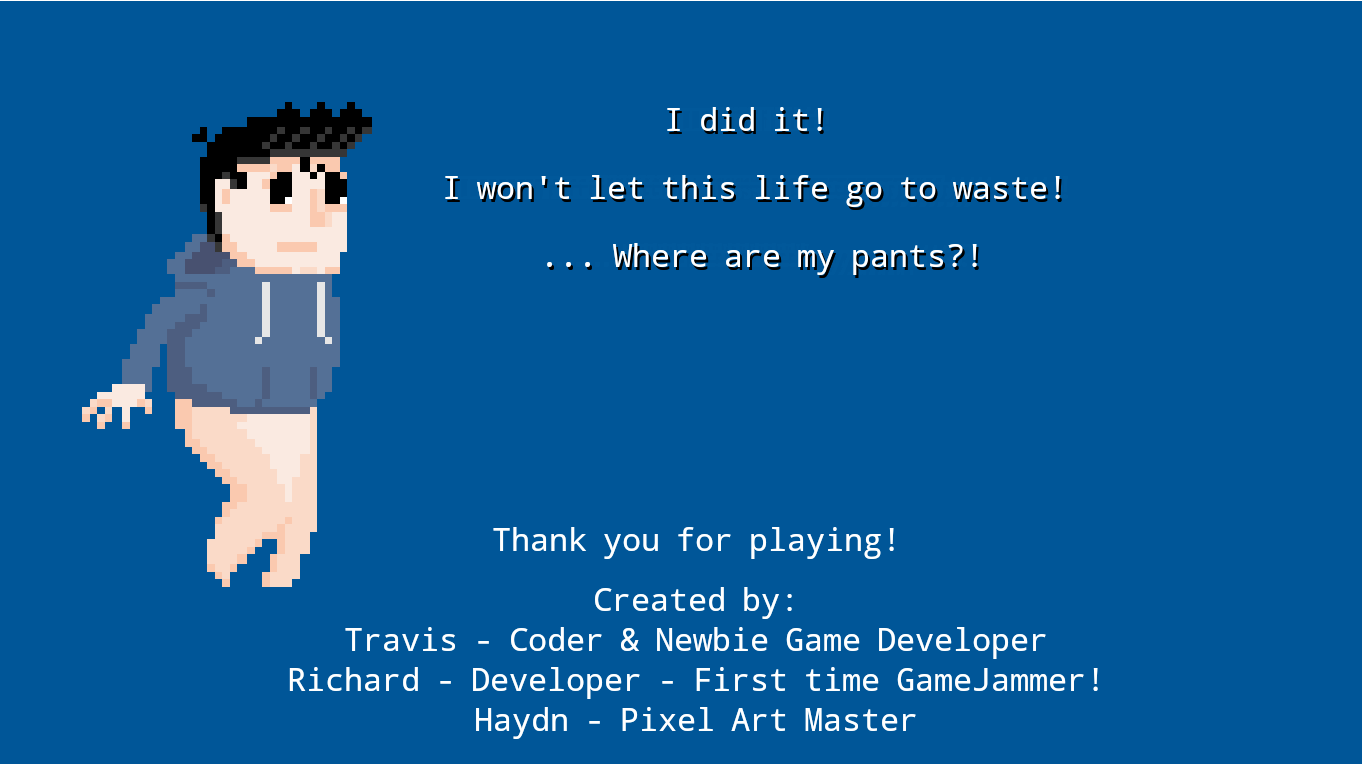 I did it!
I won't let this life go to waste!
... Where are my pants?!
Thank you for playing!
Created by:
Travis - Coder & Newbie Game Developer
Richard - Developer - First time GameJammer!
Haydn - Pixel Art Master